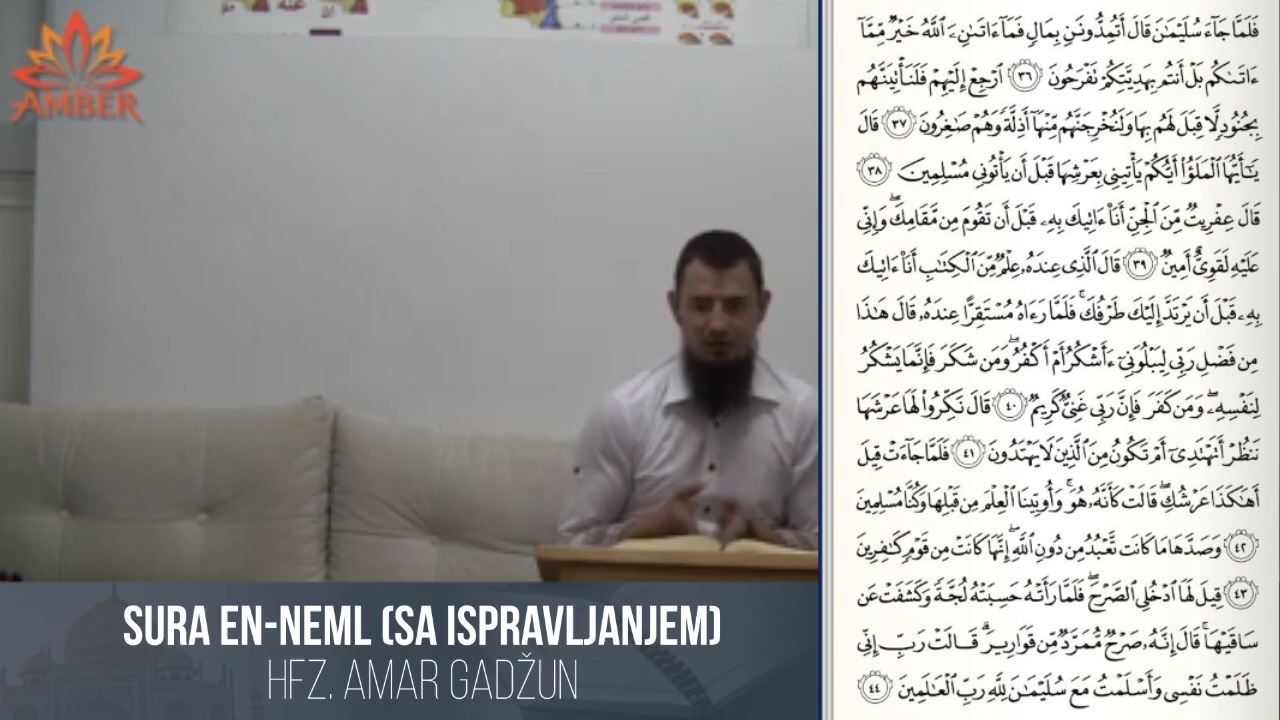 AMBER
فَلَمَّا جَآءَ سُلَيْمَـٰنَ قَالَ أَتُمِدُّونَنِ بِمَالٍ فَمَآ ءَاتَىٰنِۦَ ٱللَّهُ خَيْرٌ مِّمَّآ
ءَاتَىٰكُم بَلْ أَنتُم بِهَدِيَّتِكُمْ تَفْرَحُونَ ٣٦ ٱرْجِعْ إِلَيْهِمْ فَلَنَأْتِيَنَّهُم
بِجُنُودٍ لَّا قِبَلَ لَهُم بِهَا وَلَنُخْرِجَنَّهُم مِّنْهَآ أَذِلَّةً وَهُمْ صَـٰغِرُونَ ٣٧ قَالَ
يَـٰٓأَيُّهَا ٱلْمَلَؤُا۟ أَيُّكُمْ يَأْتِينِى بِعَرْشِهَا قَبْلَ أَن يَأْتُونِى مُسْلِمِينَ ٣٨
قَالَ عِفْرِيتٌ مِّنَ ٱلْجِنِّ أَنَا۠ ءَاتِيكَ بِهِۦ قَبْلَ أَن تَقُومَ مِن مَّقَامِكَ ۖ وَإِنِّى
عَلَيْهِ لَقَوِىٌّ أَمِينٌ ٣٩ قَالَ ٱلَّذِى عِندَهُۥ عِلْمٌ مِّنَ ٱلْكِتَـٰبِ أَنَا۠ ءَاتِيكَ
بِهِۦ قَبْلَ أَن يَرْتَدَّ إِلَيْكَ طَرْفُكَ ۚ فَلَمَّا رَءَاهُ مُسْتَقِرًّا عِندَهُۥ قَالَ هَـٰذَا
مِن فَضْلِ رَبِّى لِيَبْلُوَنِىٓ ءَأَشْكُرُ أَمْ أَكْفُرُ ۖ وَمَن شَكَرَ فَإِنَّمَا يَشْكُرُ
لِنَفْسِهِۦ ۖ وَمَن كَفَرَ فَإِنَّ رَبِّى غَنِىٌّ كَرِيمٌ ٤٠ قَالَ نَكِّرُوا۟ لَهَا عَرْشَهَا
نَنظُرْ أَتَهْتَدِىٓ أَمْ تَكُونُ مِنَ ٱلَّذِينَ لَا يَهْتَدُونَ ٤١ فَلَمَّا جَآءَتْ قِيلَ
أَهَـٰكَذَا عَرْشُكِ ۖ قَالَتْ كَأَنَّهُۥ هُوَ ۚ وَأُوتِينَا ٱلْعِلْمَ مِن قَبْلِهَا وَكُنَّا مُسْلِمِينَ
٤٢ وَصَدَّهَا مَا كَانَت تَّعْبُدُ مِن دُونِ ٱللَّهِ ۖ إِنَّهَا كَانَتْ مِن قَوْمٍ كَـٰفِرِينَ
٤٣ قِيلَ لَهَا ٱدْخُلِى ٱلصَّرْحَ ۖ فَلَمَّا رَأَتْهُ حَسِبَتْهُ لُجَّةً وَكَشَفَتْ عَن
سَاقَيْهَا ۚ قَالَ إِنَّهُۥ صَرْحٌ مُّمَرَّدٌ مِّن قَوَارِيرَ ۗ قَالَتْ رَبِّ إِنِّى
ظَلَمْتُ نَفْسِى وَأَسْلَمْتُ مَعَ سُلَيْمَـٰنَ لِلَّهِ رَبِّ ٱلْعَـٰلَمِينَ ٤٤
SURA EN-NEML (SA ISPRAVLJANJEM)
HFZ. AMAR GADŽUN